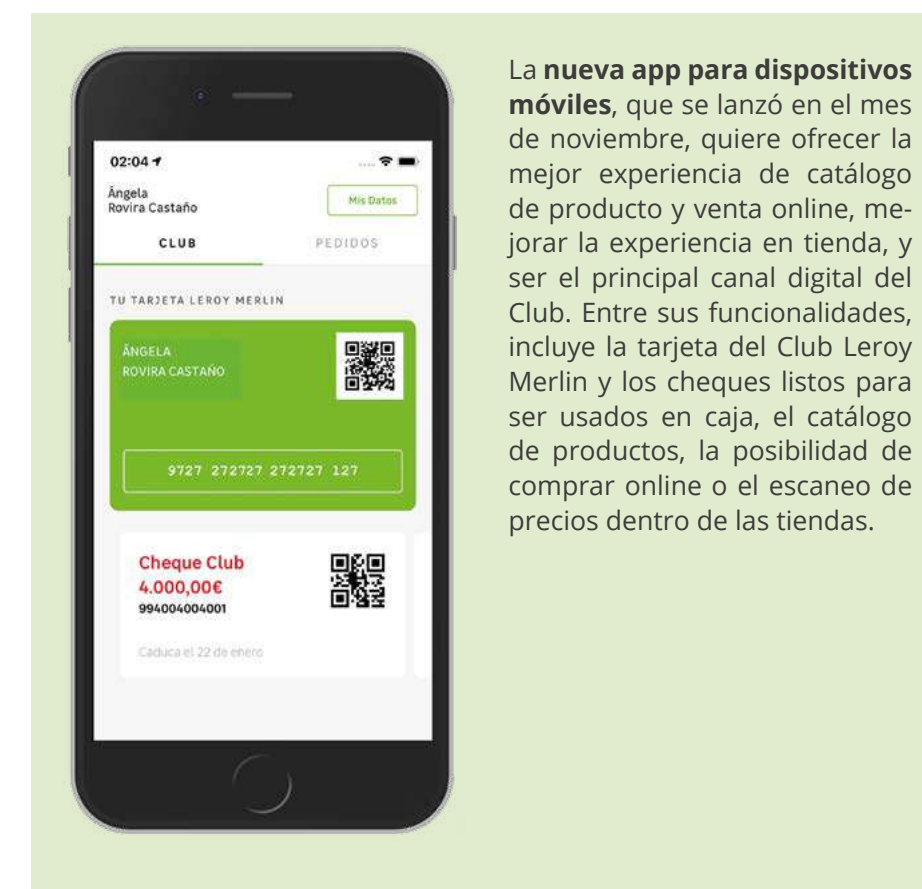 02:04
Ángela
Rovira Castaño
Mis Datos
CLUB
PEDIDOS
TU TARJETA LEROY MERLIN
ÁNGELA
ROVIRA CASTAÑO
9727 272727 272727 127
Cheque Club
4.000,00€
994004004001
Caduca el 22 de enero
La nueva app para dispositivos
móviles, que se lanzó en el mes
de noviembre, quiere ofrecer la
mejor experiencia de catálogo
de producto y venta online, me-
jorar la experiencia en tienda, y
ser el principal canal digital del
Club. Entre sus funcionalidades,
incluye la tarjeta del Club Leroy
Merlin y los cheques listos para
ser usados en caja, el catálogo
de productos, la posibilidad de
comprar online o el escaneo de
precios dentro de las tiendas.